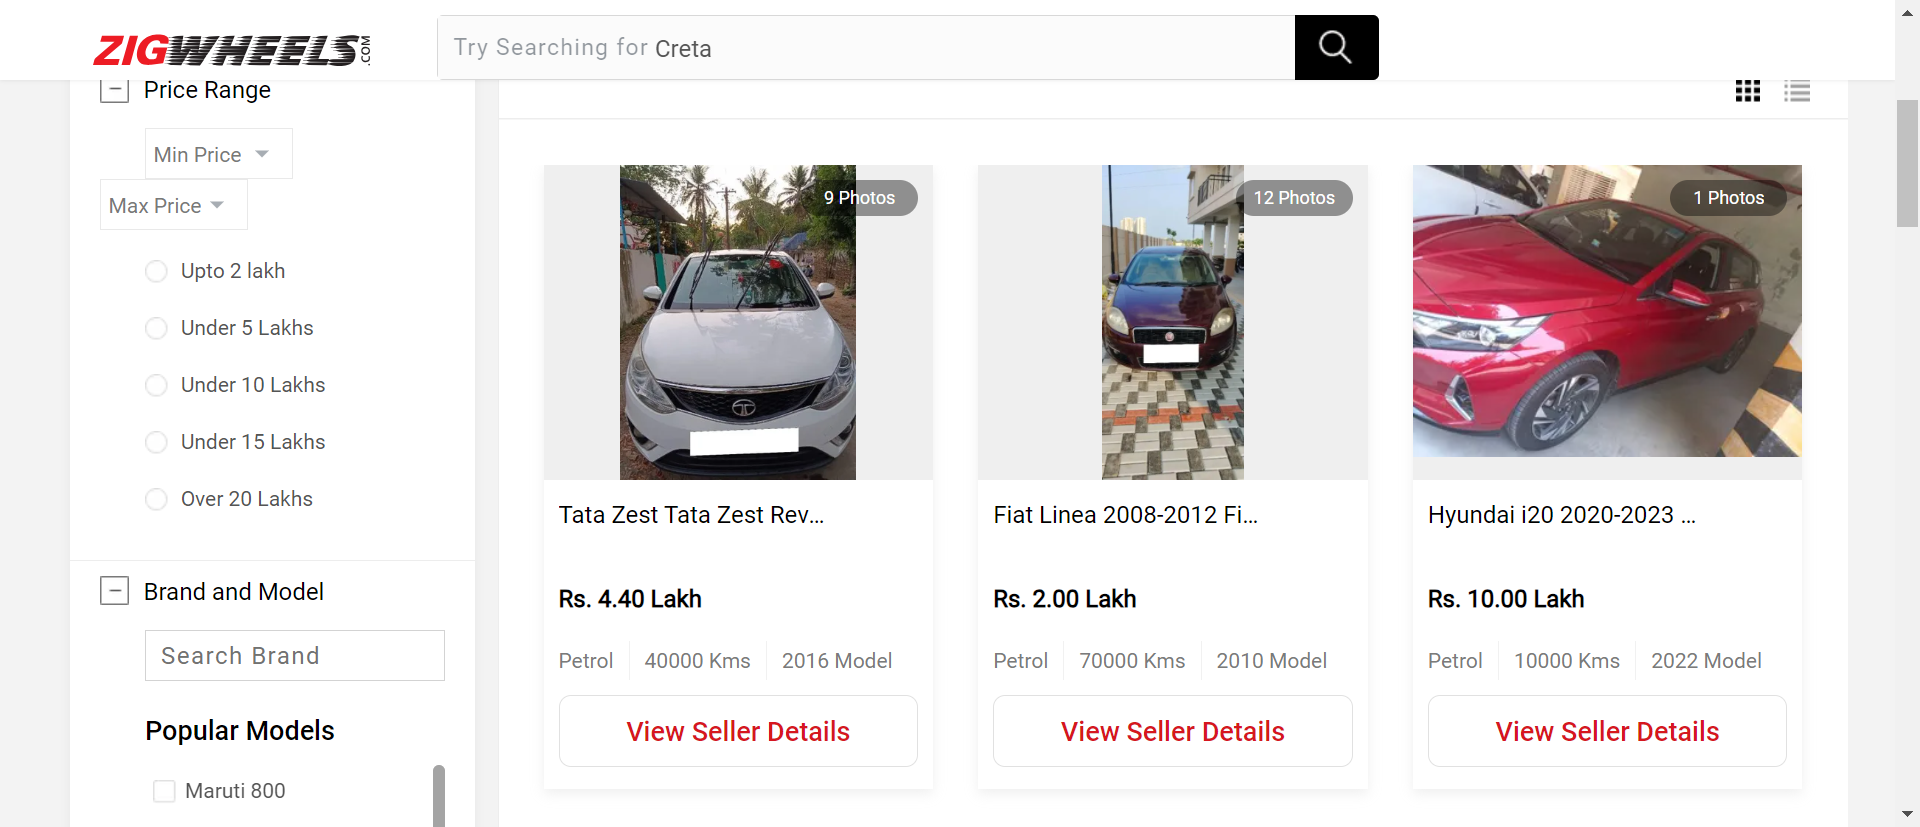 ZIGWHEELS.COM
Try Searching for Creta
Price Range
Min Price
Max Price
Upto 2 lakh
Under 5 Lakhs
Under 10 Lakhs
Under 15 Lakhs
Over 20 Lakhs
Brand and Model
Search Brand
Popular Models
Maruti 800
9 Photos
Tata Zest Tata Zest Rev...
Rs. 4.40 Lakh
Petrol 40000 Kms 2016 Model
View Seller Details
12 Photos
Fiat Linea 2008-2012 Fi...
Rs. 2.00 Lakh
Petrol 70000 Kms 2010 Model
View Seller Details
1 Photos
Hyundai i20 2020-2023 ...
Rs. 10.00 Lakh
Petrol 10000 Kms 2022 Model
View Seller Details